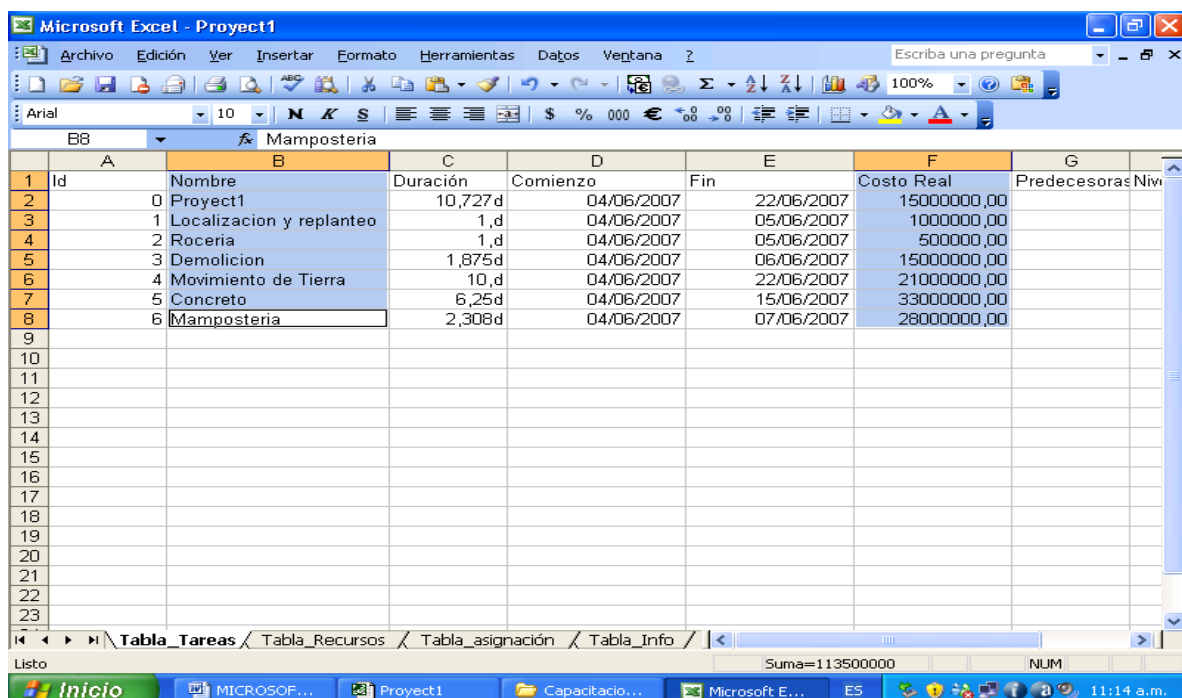 Microsoft Excel - Proyect1
Archivo Edición Ver Insertar Formato Herramientas Datos Ventana ? Escriba una pregunta
Σ 100%
Arial 10 N K S $ % 000 €
B8 fx Mamposteria
A B C D E F G
1 Id Nombre Duración Comienzo Fin Costo Real Predecesoras Niv
2 0 Proyect1 10,727d 04/06/2007 22/06/2007 15000000,00
3 1 Localizacion y replanteo 1,d 04/06/2007 05/06/2007 1000000,00
4 2 Roceria 1,d 04/06/2007 05/06/2007 500000,00
5 3 Demolicion 1,875d 04/06/2007 06/06/2007 15000000,00
6 4 Movimiento de Tierra 10,d 04/06/2007 22/06/2007 21000000,00
7 5 Concreto 6,25d 04/06/2007 15/06/2007 33000000,00
8 6 Mamposteria 2,308d 04/06/2007 07/06/2007 28000000,00
9
10
11
12
13
14
15
16
17
18
19
20
21
22
23
Tabla_Tareas Tabla_Recursos Tabla_asignación Tabla_Info
Listo Suma=113500000 NUM
Inicio MICROSOF... Proyect1 Capacitacio... Microsoft E... ES 11:14 a.m.